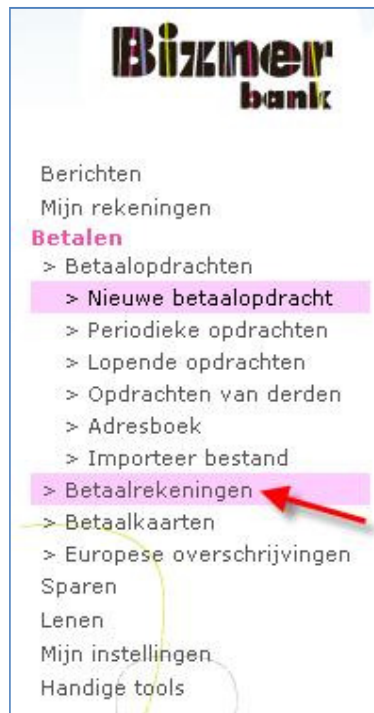 Bizner
bank
Berichten
Mijn rekeningen
Betalen
> Betaalopdrachten
> Nieuwe betaalopdracht
> Periodieke opdrachten
> Lopende opdrachten
> Opdrachten van derden
> Adresboek
> Importeer bestand
> Betaalrekeningen
> Betaalkaarten
> Europese overschrijvingen
Sparen
Lenen
Mijn instellingen
Handige tools